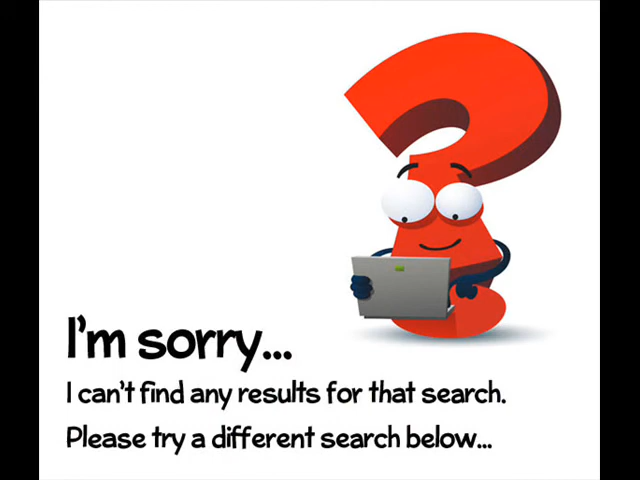 I'm sorry...
I can't find any results for that search.
Please try a different search below...